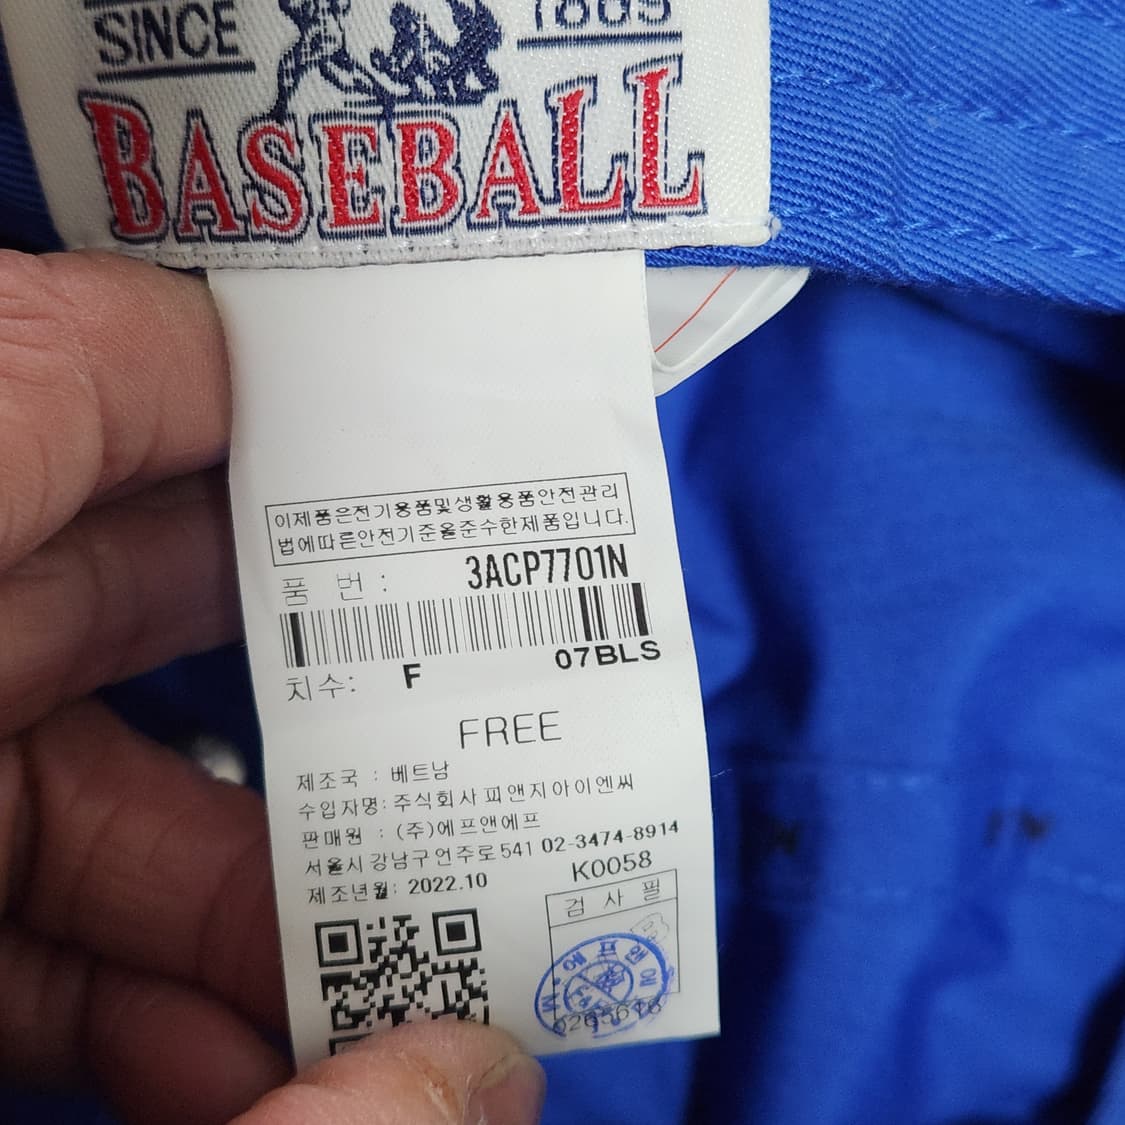 SINCE 1885
BASEBALL
이제품은전기용품및생활용품안전관리
법에따른안전기준을준수한제품입니다.
품 번 : 3ACP7701N
치수: F 07BLS
FREE
제조국 : 베트남
수입자명: 주식회사 피앤지아이엔씨
판매원 : (주)에프앤에프
서울시 강남구 언주로 541 02-3474-8914
제조년월: 2022.10 K0058
검 사 필